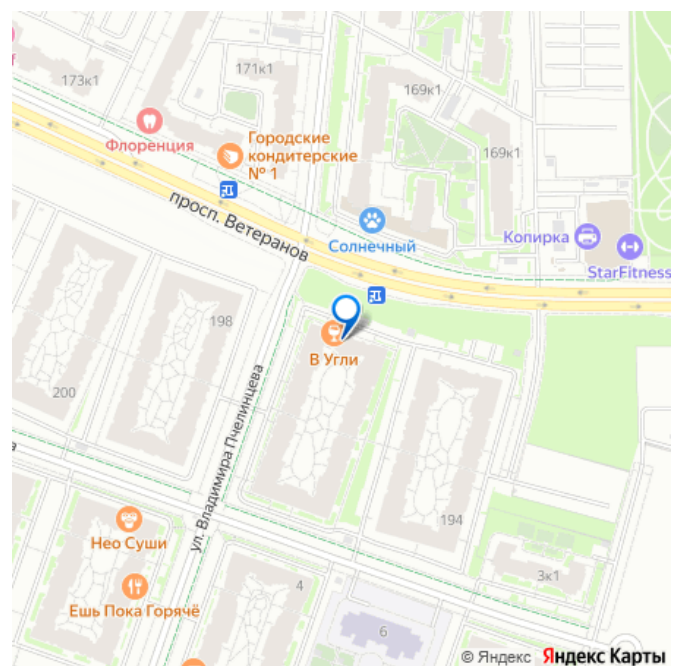 173к1
171к1
169к1
Флоренция
Городские
кондитерские
№ 1
169к1
просп. Ветеранов
Солнечный
Копирка
StarFitness
198
В Угли
200
ул. Владимира Пчелинцева
194
Нео Суши
3к1
Ешь Пока Горячё
4
6
© Яндекс Яндекс Карты